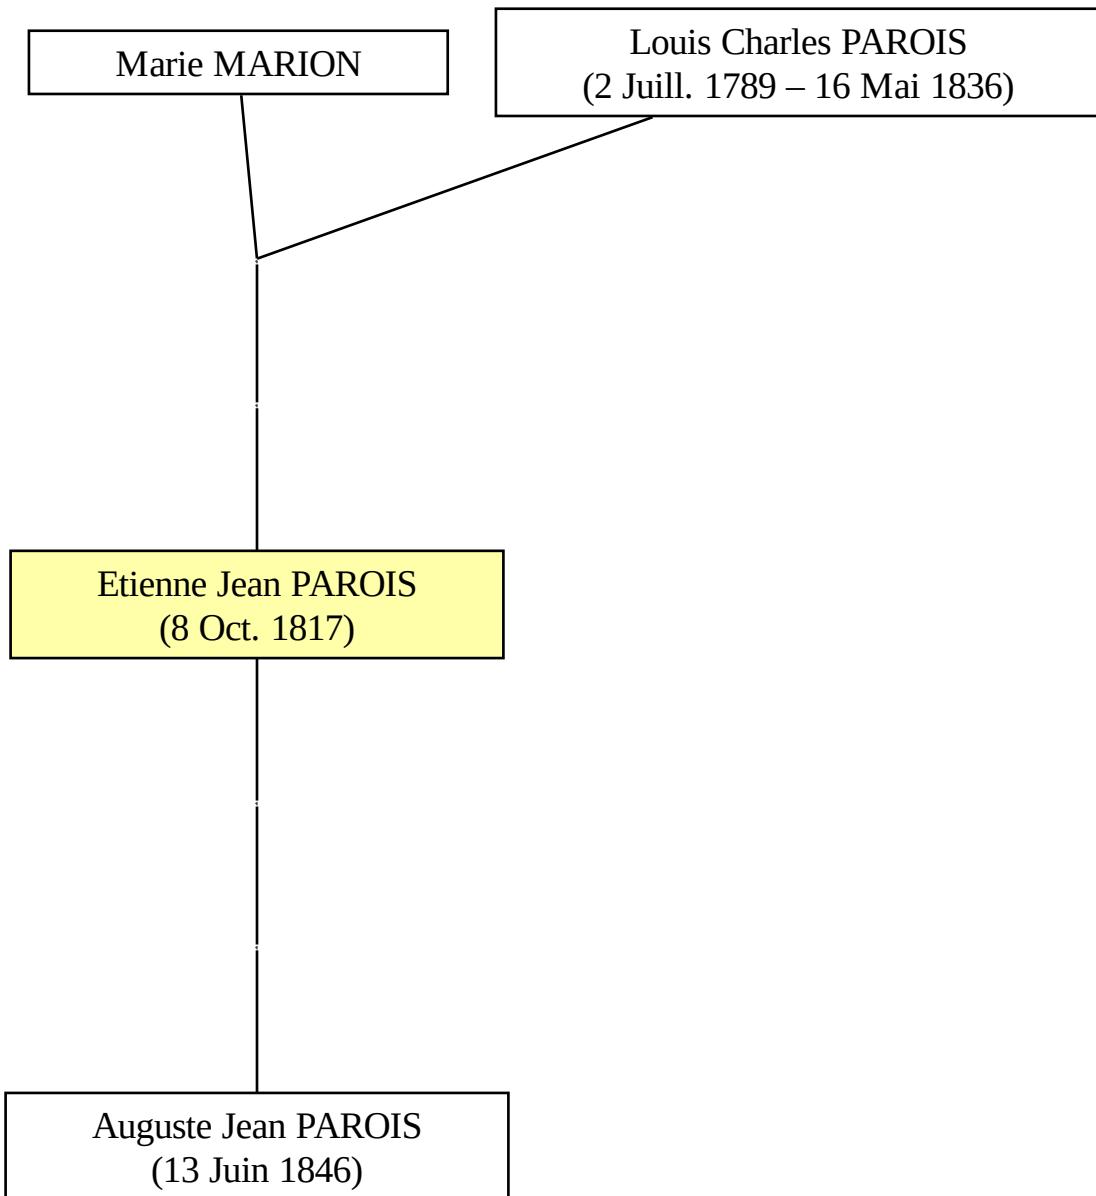 Marie MARION
Louis Charles PAROIS
(2 Juill. 1789 – 16 Mai 1836)
Etienne Jean PAROIS
(8 Oct. 1817)
Auguste Jean PAROIS
(13 Juin 1846)